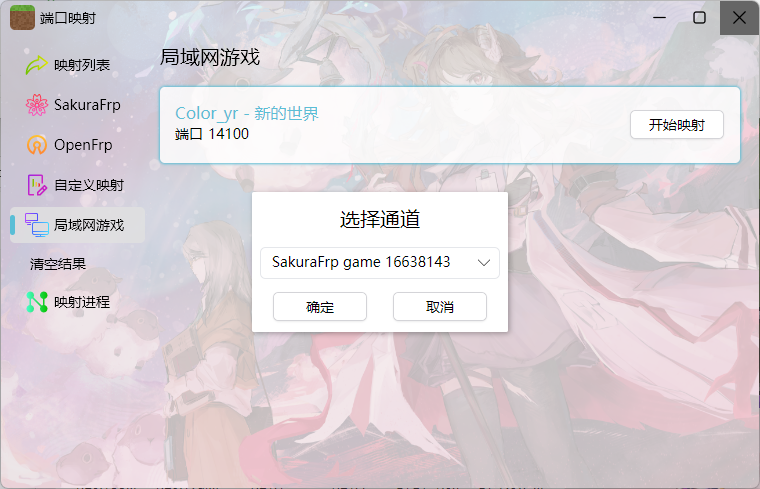 端口映射
映射列表
SakuraFrp
OpenFrp
自定义映射
局域网游戏
清空结果
映射进程
局域网游戏
Color_yr - 新的世界
端口 14100
开始映射
选择通道
SakuraFrp game 16638143
确定
取消